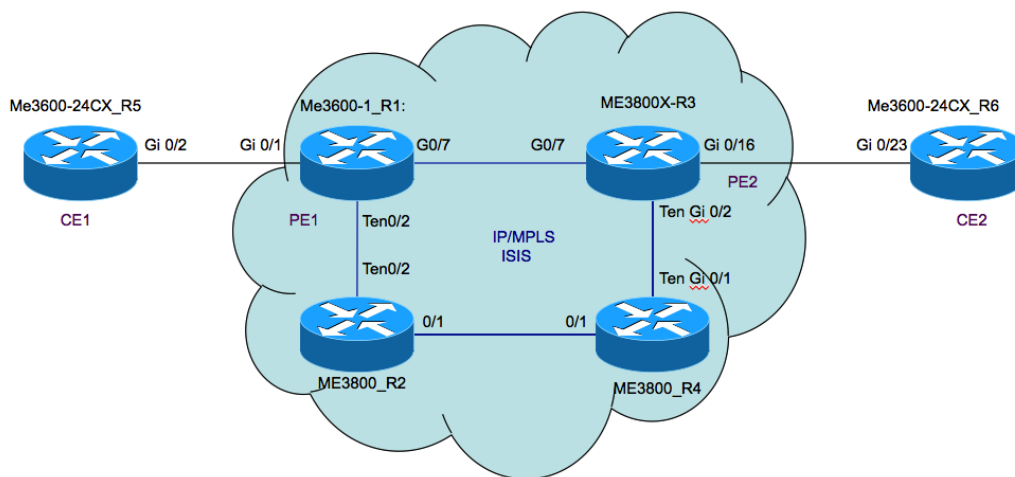 Me3600-24CX_R5
Me3600-1_R1:
ME3800X-R3
Me3600-24CX_R6
Gi 0/2
Gi 0/1
G0/7
G0/7
Gi 0/16
Gi 0/23
CE1
PE1
PE2
CE2
Ten0/2
Ten Gi 0/2
IP/MPLS
ISIS
Ten0/2
Ten Gi 0/1
0/1
0/1
ME3800_R2
ME3800_R4